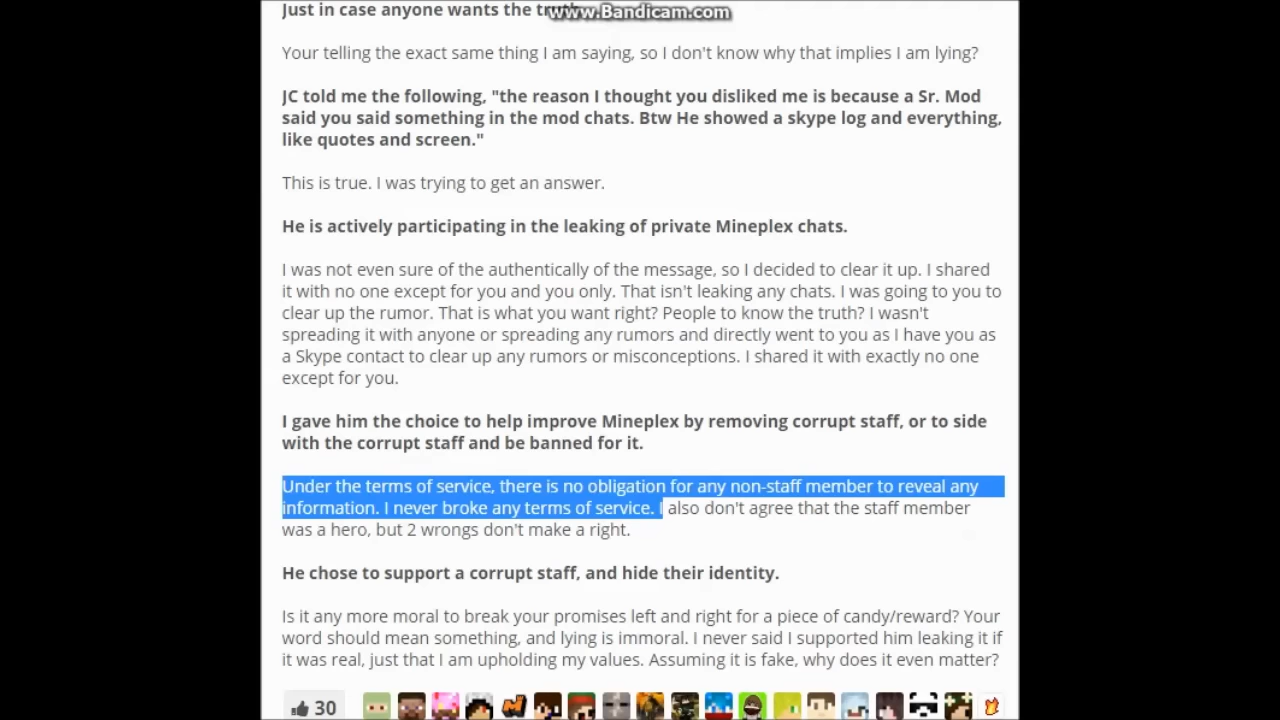 Just in case anyone wants the truth.
www.Bandicam.com
Your telling the exact same thing I am saying, so I don't know why that implies I am lying?
JC told me the following, "the reason I thought you disliked me is because a Sr. Mod
said you said something in the mod chats. Btw He showed a skype log and everything,
like quotes and screen."
This is true. I was trying to get an answer.
He is actively participating in the leaking of private Mineplex chats.
I was not even sure of the authentically of the message, so I decided to clear it up. I shared
it with no one except for you and you only. That isn't leaking any chats. I was going to you to
clear up the rumor. That is what you want right? People to know the truth? I wasn't
spreading it with anyone or spreading any rumors and directly went to you as I have you as
a Skype contact to clear up any rumors or misconceptions. I shared it with exactly no one
except for you.
I gave him the choice to help improve Mineplex by removing corrupt staff, or to side
with the corrupt staff and be banned for it.
Under the terms of service, there is no obligation for any non-staff member to reveal any
information. I never broke any terms of service. I also don't agree that the staff member
was a hero, but 2 wrongs don't make a right.
He chose to support a corrupt staff, and hide their identity.
Is it any more moral to break your promises left and right for a piece of candy/reward? Your
word should mean something, and lying is immoral. I never said I supported him leaking it if
it was real, just that I am upholding my values. Assuming it is fake, why does it even matter?
30